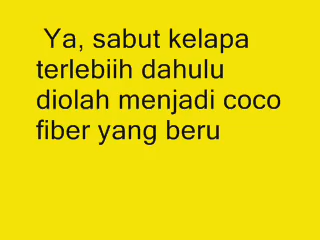 Ya, sabut kelapa
terlebiih dahulu
diolah menjadi coco
fiber yang beru